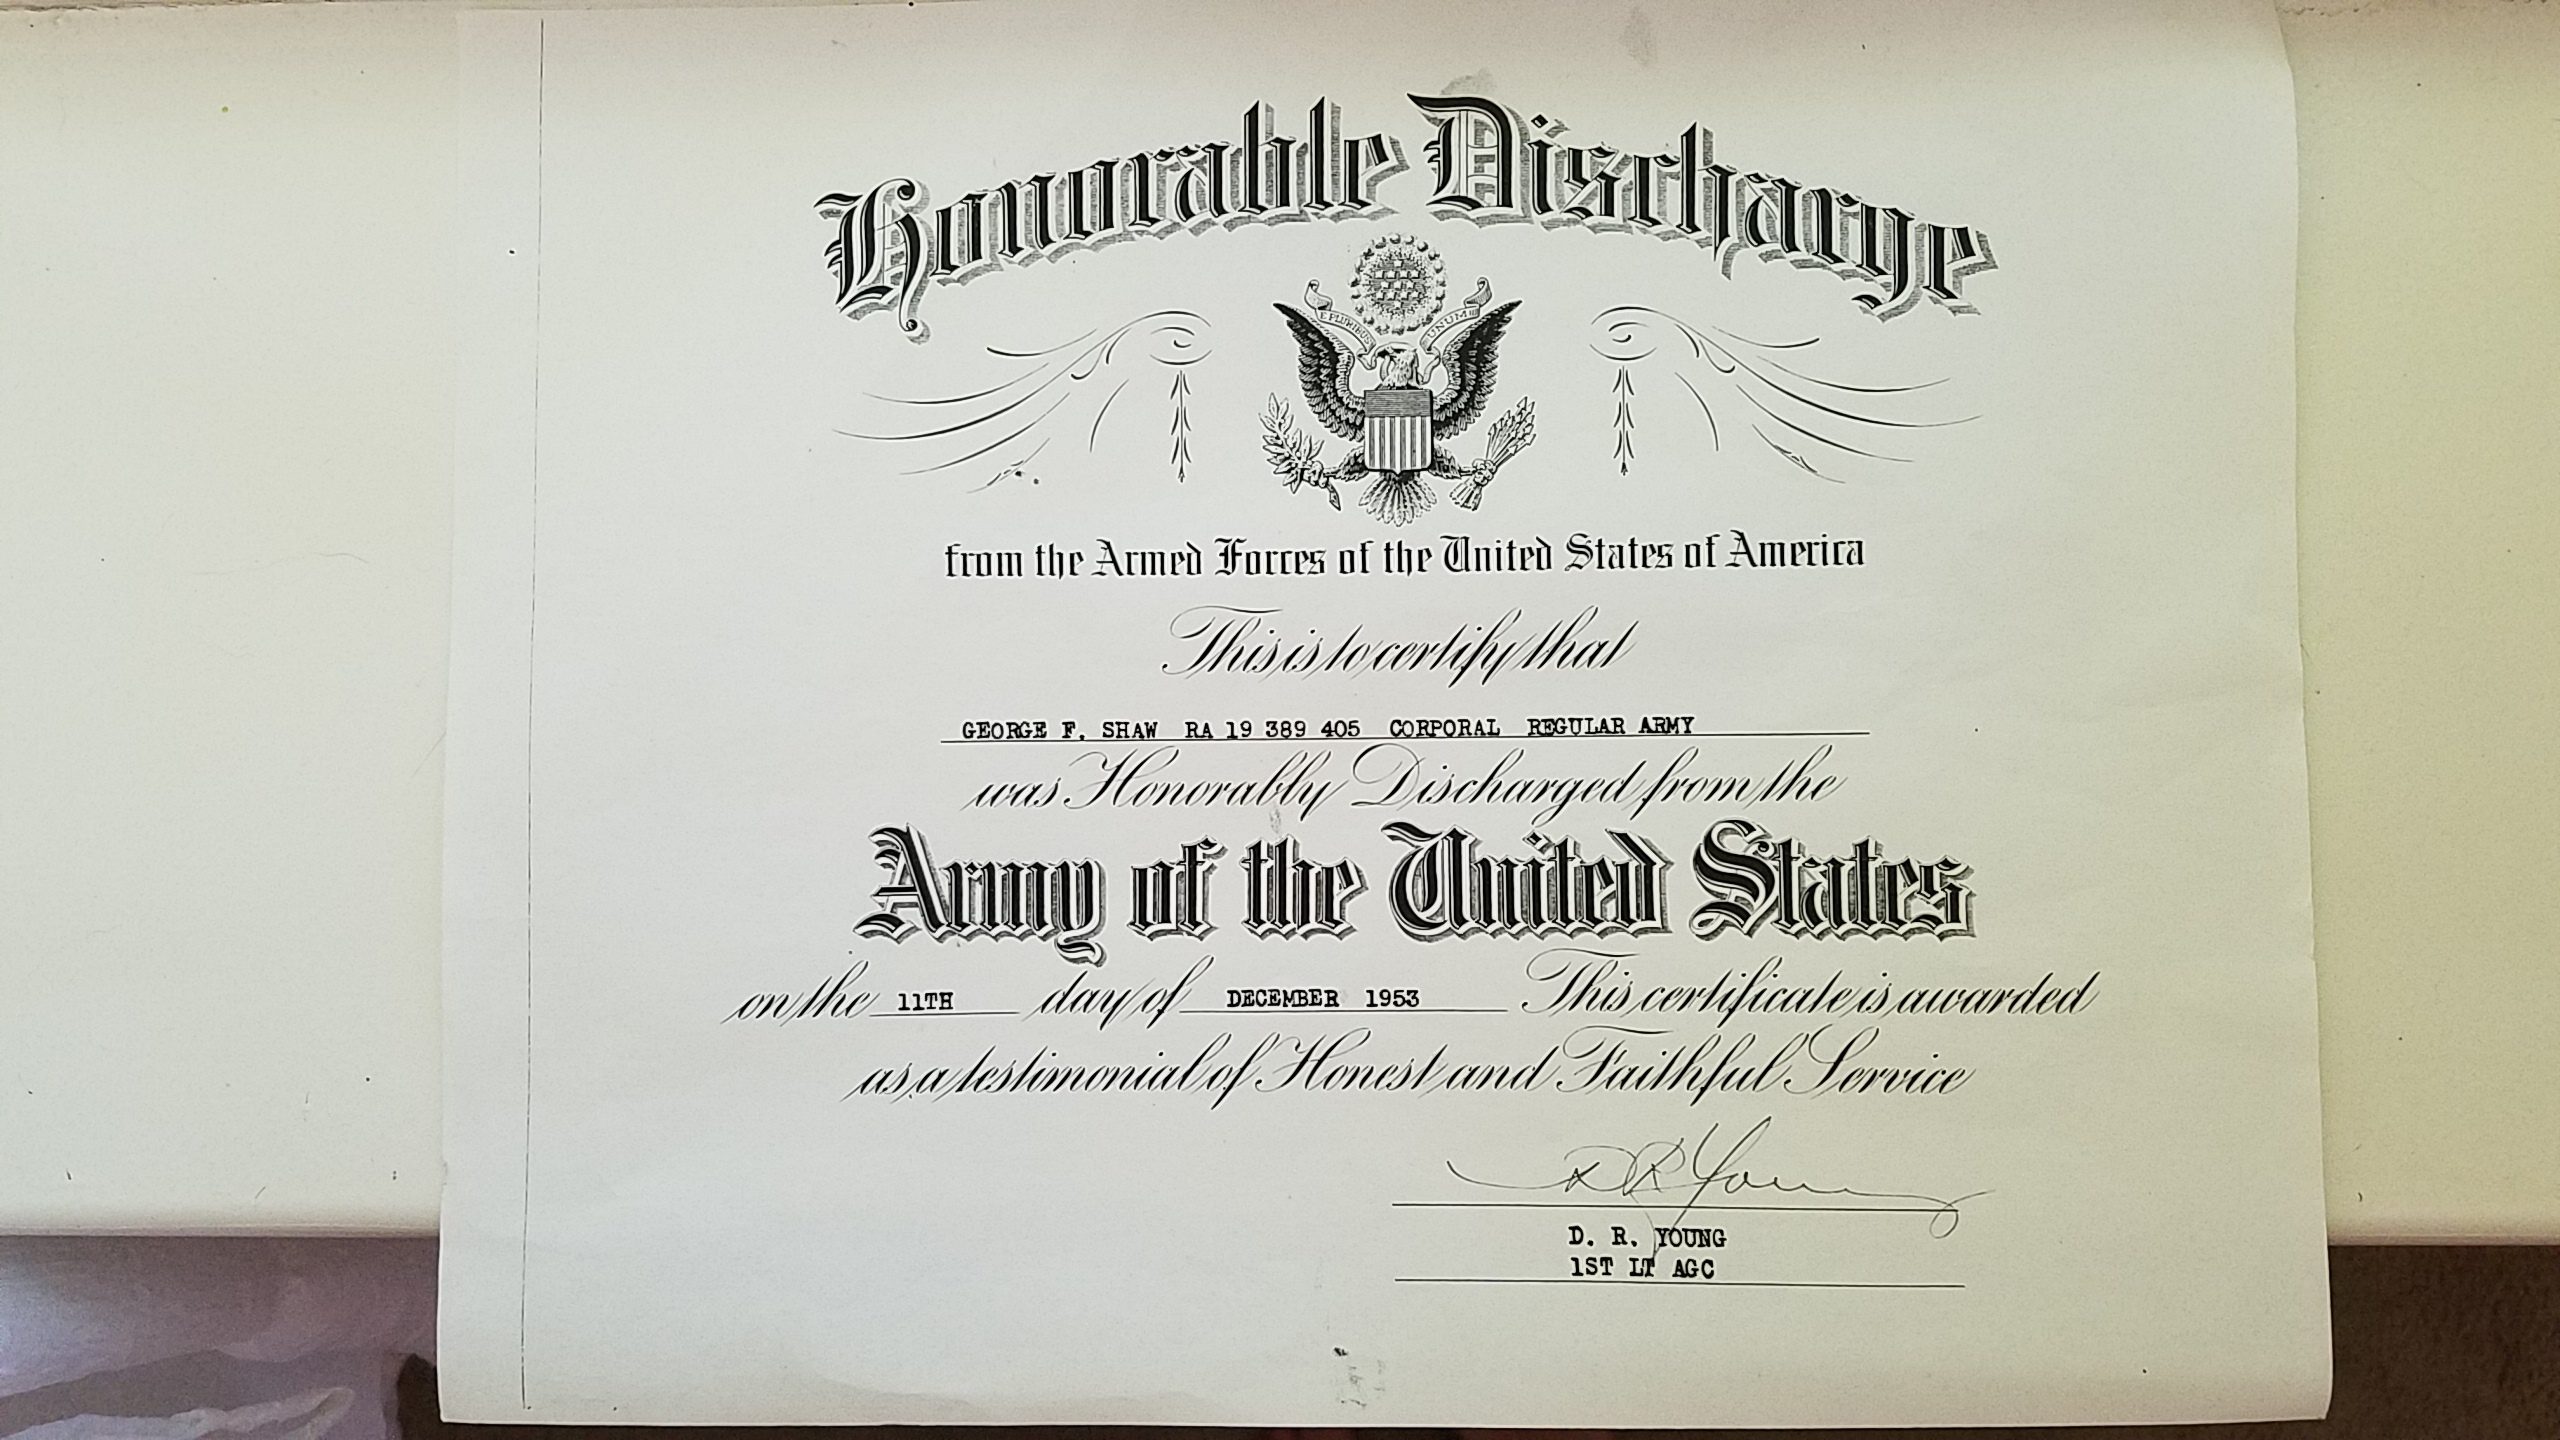 Honorable Discharge
E PLURIBUS UNUM
from the Armed Forces of the United States of America
This is to certify that
GEORGE F. SHAW RA 19 389 405 CORPORAL REGULAR ARMY
was Honorably Discharged from the
Army of the United States
on the 11TH day of DECEMBER 1953 This certificate is awarded
as a testimonial of Honest and Faithful Service
D R Young
D. R. YOUNG
1ST LT AGC